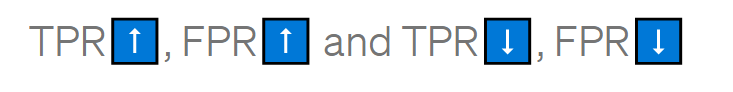 TPR⬆️, FPR⬆️ and TPR⬇️, FPR⬇️